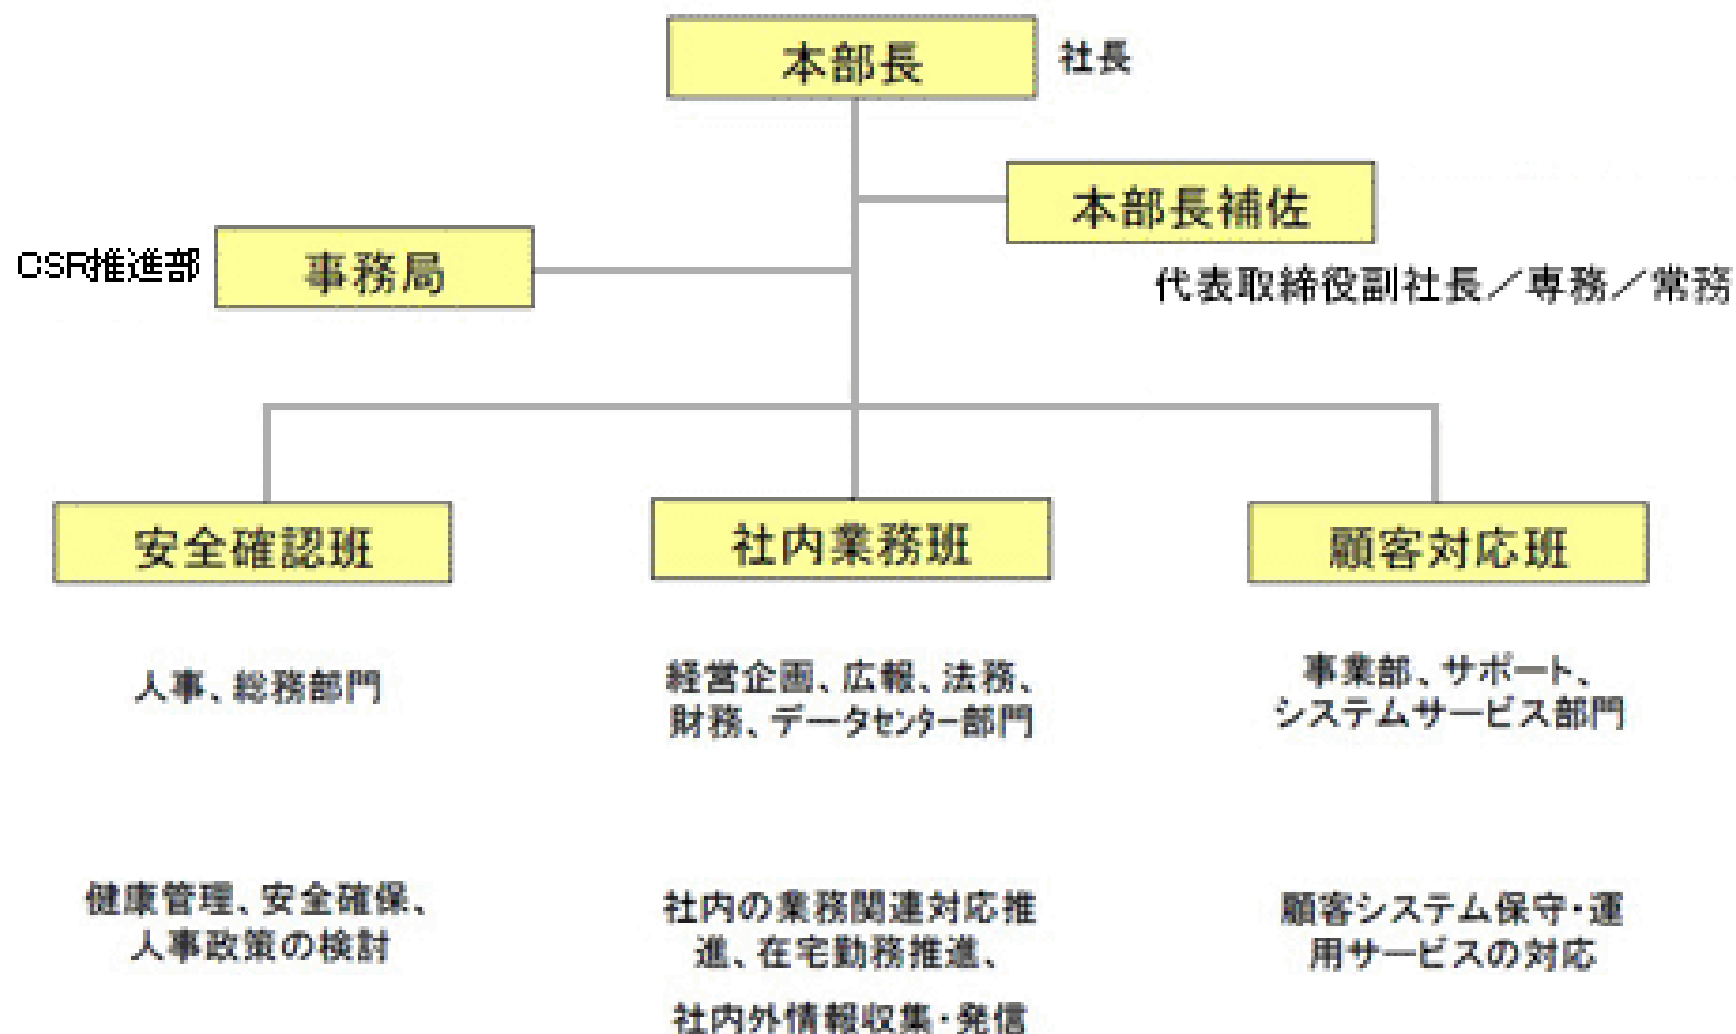 本部長
社長
本部長補佐
代表取締役副社長／専務／常務
CSR推進部
事務局
安全確認班
社内業務班
顧客対応班
人事、総務部門
経営企画、広報、法務、
財務、データセンター部門
事業部、サポート、
システムサービス部門
健康管理、安全確保、
人事政策の検討
社内の業務関連対応推
進、在宅勤務推進、
社内外情報収集・発信
顧客システム保守・運
用サービスの対応